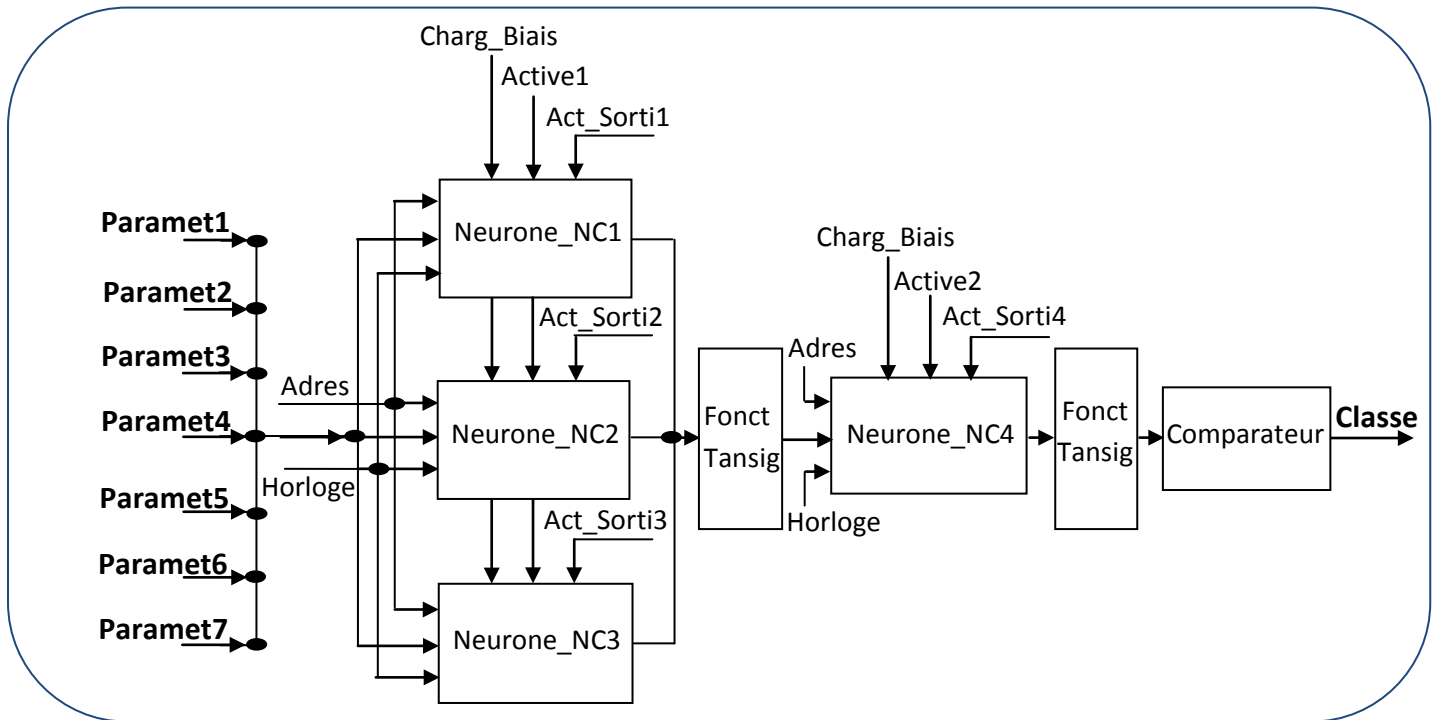 Charg_Biais
Active1
Act_Sorti1
Paramet1
Paramet2
Paramet3
Paramet4
Paramet5
Paramet6
Paramet7
Adres
Horloge
Neurone_NC1
Act_Sorti2
Neurone_NC2
Act_Sorti3
Neurone_NC3
Fonct
Tansig
Charg_Biais
Active2
Act_Sorti4
Adres
Neurone_NC4
Horloge
Fonct
Tansig
Comparateur
Classe